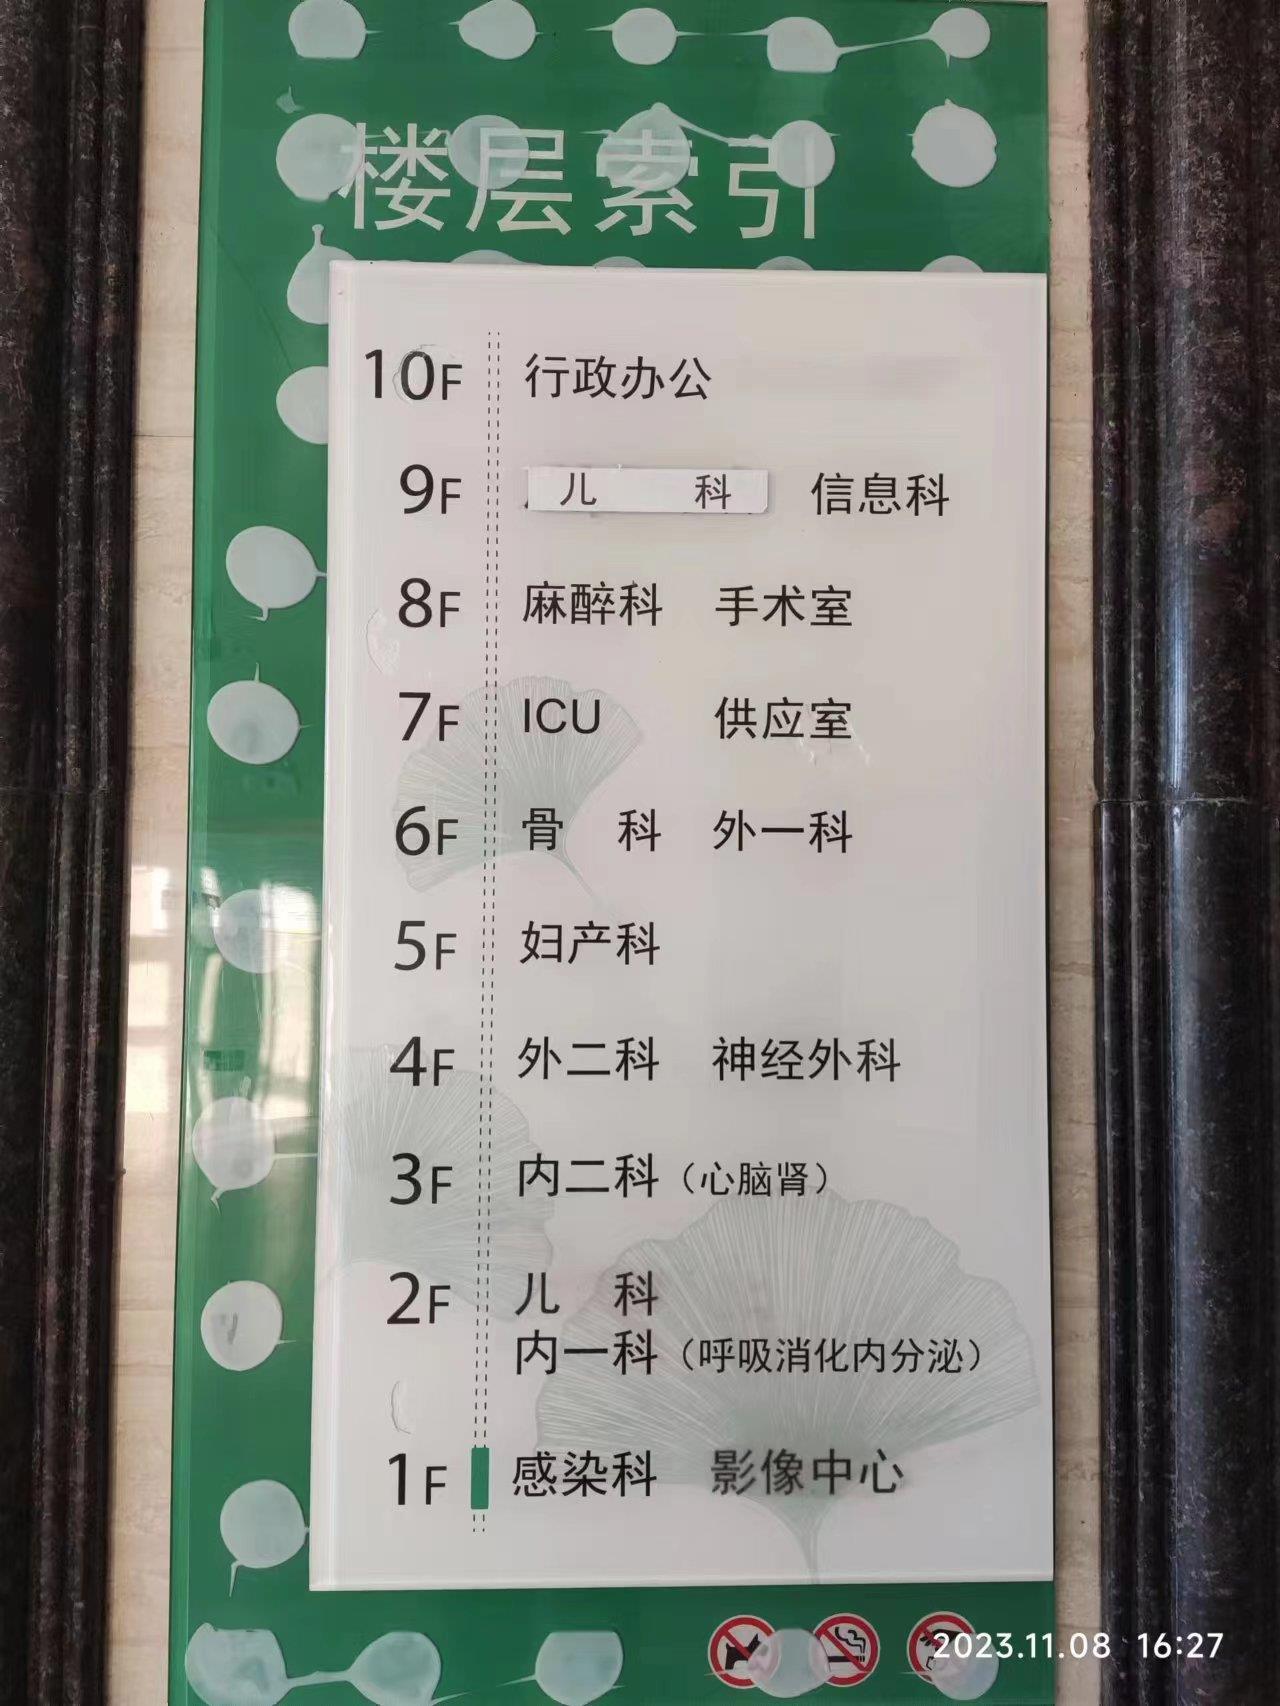 楼层索引
10F 行政办公
9F 儿 科 信息科
8F 麻醉科 手术室
7F ICU 供应室
6F 骨 科 外一科
5F 妇产科
4F 外二科 神经外科
3F 内二科（心脑肾）
2F 儿 科
内一科（呼吸消化内分泌）
1F 感染科 影像中心
2023.11.08 16:27